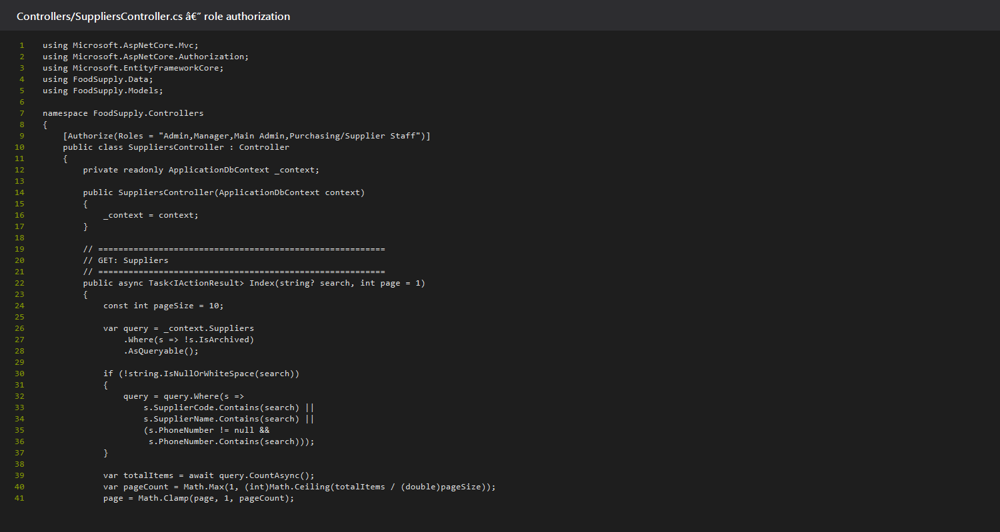 Controllers/SuppliersController.cs â€” role authorization
1 using Microsoft.AspNetCore.Mvc;
2 using Microsoft.AspNetCore.Authorization;
3 using Microsoft.EntityFrameworkCore;
4 using FoodSupply.Data;
5 using FoodSupply.Models;
6
7 namespace FoodSupply.Controllers
8 {
9     [Authorize(Roles = "Admin,Manager,Main Admin,Purchasing/Supplier Staff")]
10     public class SuppliersController : Controller
11     {
12         private readonly ApplicationDbContext _context;
13
14         public SuppliersController(ApplicationDbContext context)
15         {
16             _context = context;
17         }
18
19         // =========================================================
20         // GET: Suppliers
21         // =========================================================
22         public async Task<IActionResult> Index(string? search, int page = 1)
23         {
24             const int pageSize = 10;
25
26             var query = _context.Suppliers
27                 .Where(s => !s.IsArchived)
28                 .AsQueryable();
29
30             if (!string.IsNullOrWhiteSpace(search))
31             {
32                 query = query.Where(s =>
33                     s.SupplierCode.Contains(search) ||
34                     s.SupplierName.Contains(search) ||
35                     (s.PhoneNumber != null &&
36                      s.PhoneNumber.Contains(search)));
37             }
38
39             var totalItems = await query.CountAsync();
40             var pageCount = Math.Max(1, (int)Math.Ceiling(totalItems / (double)pageSize));
41             page = Math.Clamp(page, 1, pageCount);